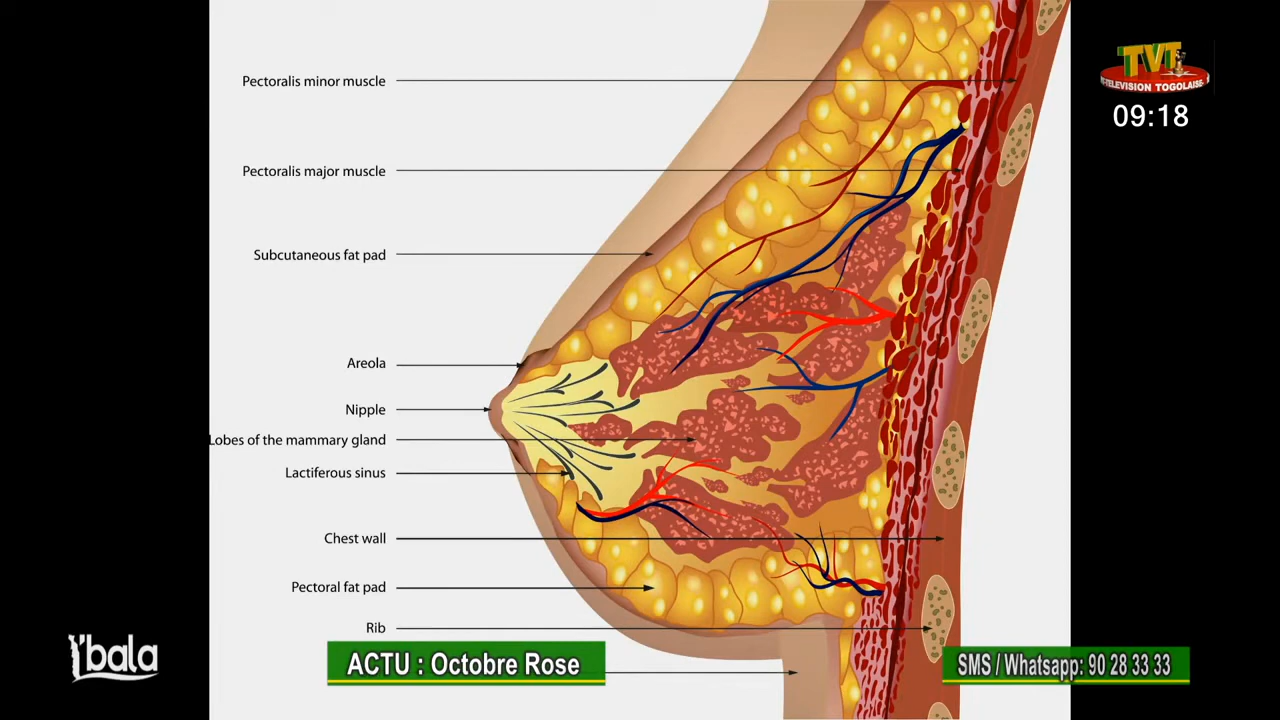 Pectoralis minor muscle
TVT
TELEVISION TOGOLAISE
09:18
Pectoralis major muscle
Subcutaneous fat pad
Areola
Nipple
Lobes of the mammary gland
Lactiferous sinus
Chest wall
Pectoral fat pad
Rib
l'bala
ACTU : Octobre Rose
SMS / Whatsapp: 90 28 33 33